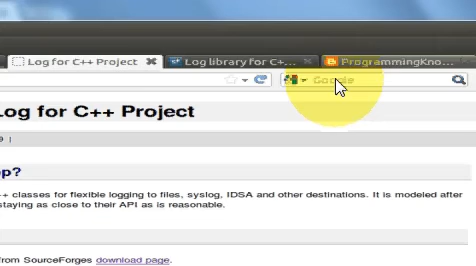 Log for C++ Project
Log library for C+...
ProgrammingKno...
Google
Log for C++ Project
p?
++ classes for flexible logging to files, syslog, IDSA and other destinations. It is modeled after
staying as close to their API as is reasonable.
from SourceForges download page.